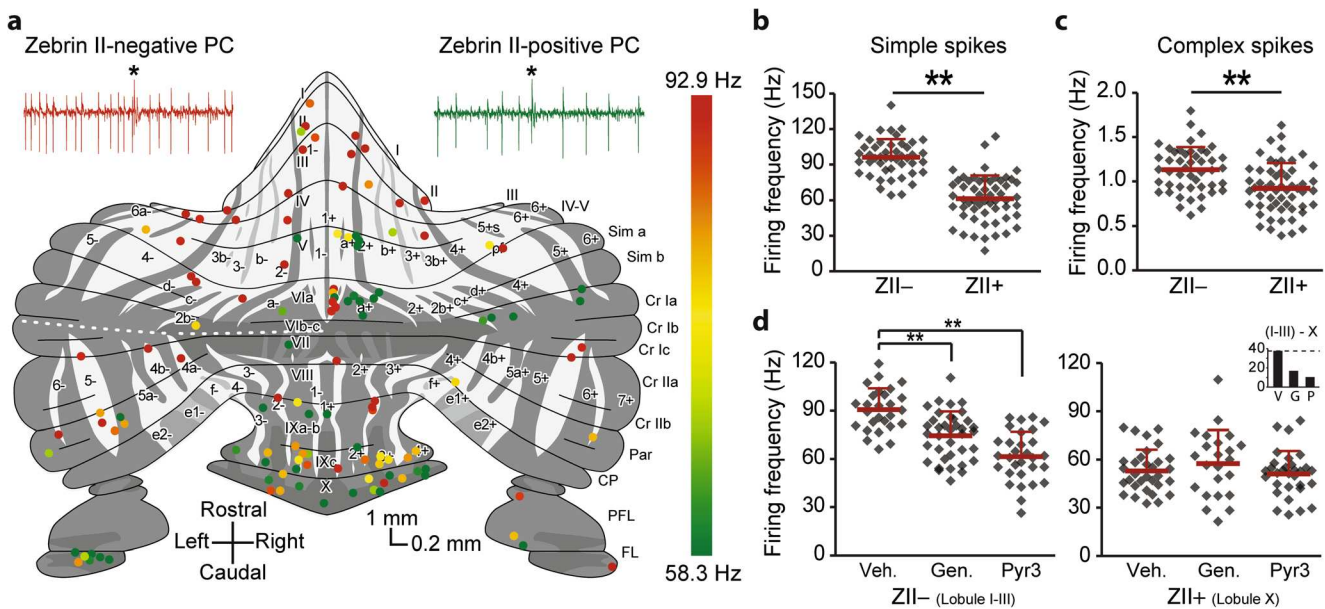 a
Zebrin II-negative PC
*
Zebrin II-positive PC
*
92.9 Hz
58.3 Hz
I
II
1-
III
IV
1+
V
1-
I
II
III
IV-V
6+
6+
5+s
Sim a
6+
Sim b
6a-
5-
4-
3b-
3-
b-
2-
a+
2+
b+
3+
3b+
4+
p
d-
c-
2b-
a-
VIa
a+
2+
2b+
c+
d+
4+
5+
Cr Ia
VIb-c
Cr Ib
VII
Cr Ic
6-
5-
4b-
4a-
5a-
3-
VIII
2+
3+
4+
4b+
5a+
5+
Cr IIa
f-
4-
1-
f+
e1+
6+
7+
e1-
2-
1+
Cr IIb
e2-
3-
IXa-b
e2+
2+
IXc
Par
CP
X
PFL
FL
Rostral
Left
Right
Caudal
1 mm
0.2 mm
b
Simple spikes
**
Firing frequency (Hz)
150
120
90
60
30
0
ZII–
ZII+
c
Complex spikes
**
Firing frequency (Hz)
2.0
1.5
1.0
0.5
0.0
ZII–
ZII+
d
**
**
Firing frequency (Hz)
120
90
60
30
0
Veh.
Gen.
Pyr3
ZII– (Lobule I-III)
120
90
60
30
0
(I-III) - X
40
20
0
V G P
Veh.
Gen.
Pyr3
ZII+ (Lobule X)